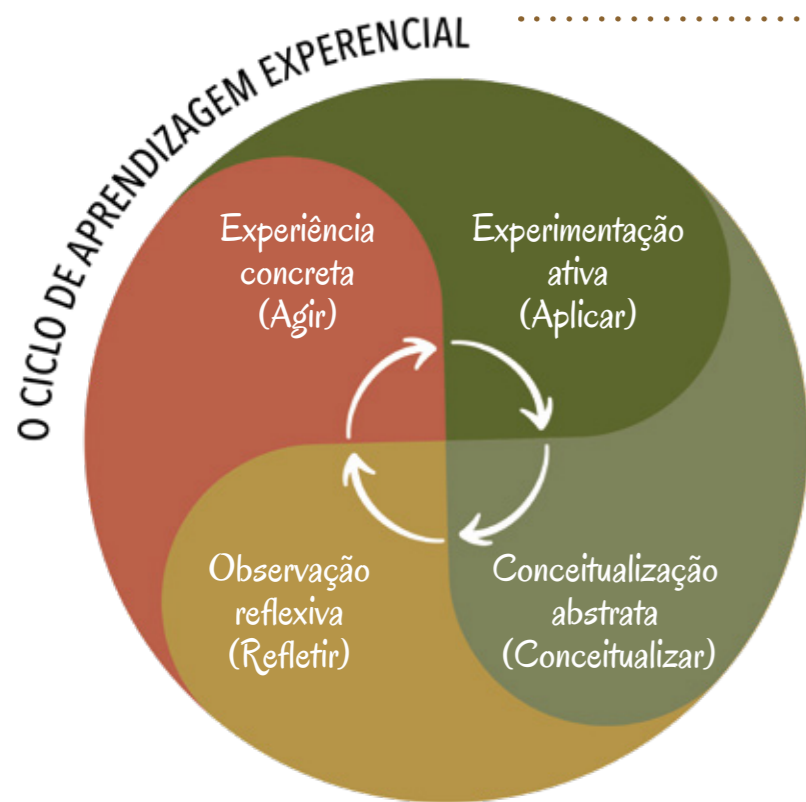 O CICLO DE APRENDIZAGEM EXPERENCIAL
Experiência
concreta
(Agir)
Experimentação
ativa
(Aplicar)
Observação
reflexiva
(Refletir)
Conceitualização
abstrata
(Conceitualizar)